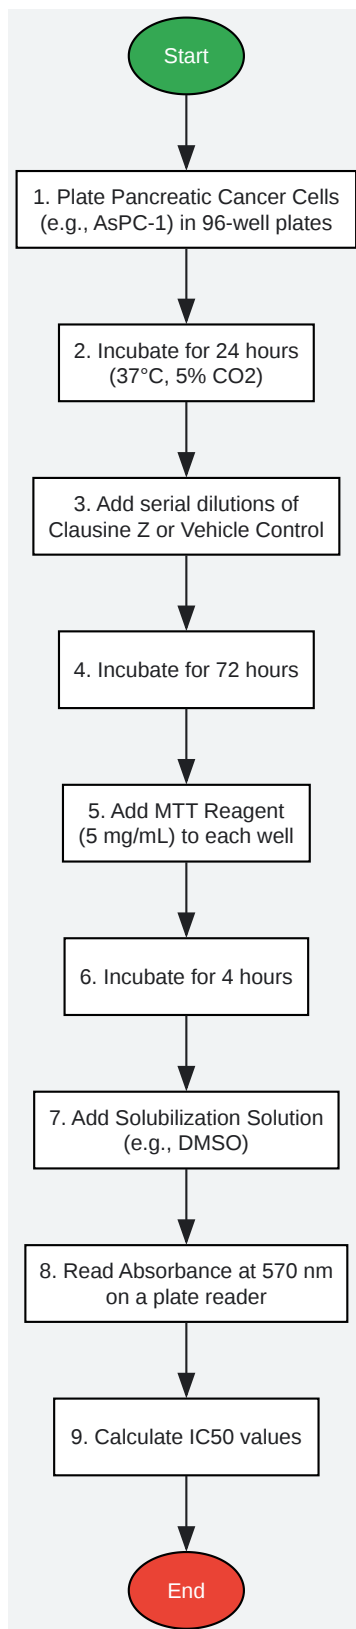 Start
1. Plate Pancreatic Cancer Cells
(e.g., AsPC-1) in 96-well plates
2. Incubate for 24 hours
(37°C, 5% CO2)
3. Add serial dilutions of
Clausine Z or Vehicle Control
4. Incubate for 72 hours
5. Add MTT Reagent
(5 mg/mL) to each well
6. Incubate for 4 hours
7. Add Solubilization Solution
(e.g., DMSO)
8. Read Absorbance at 570 nm
on a plate reader
9. Calculate IC50 values
End